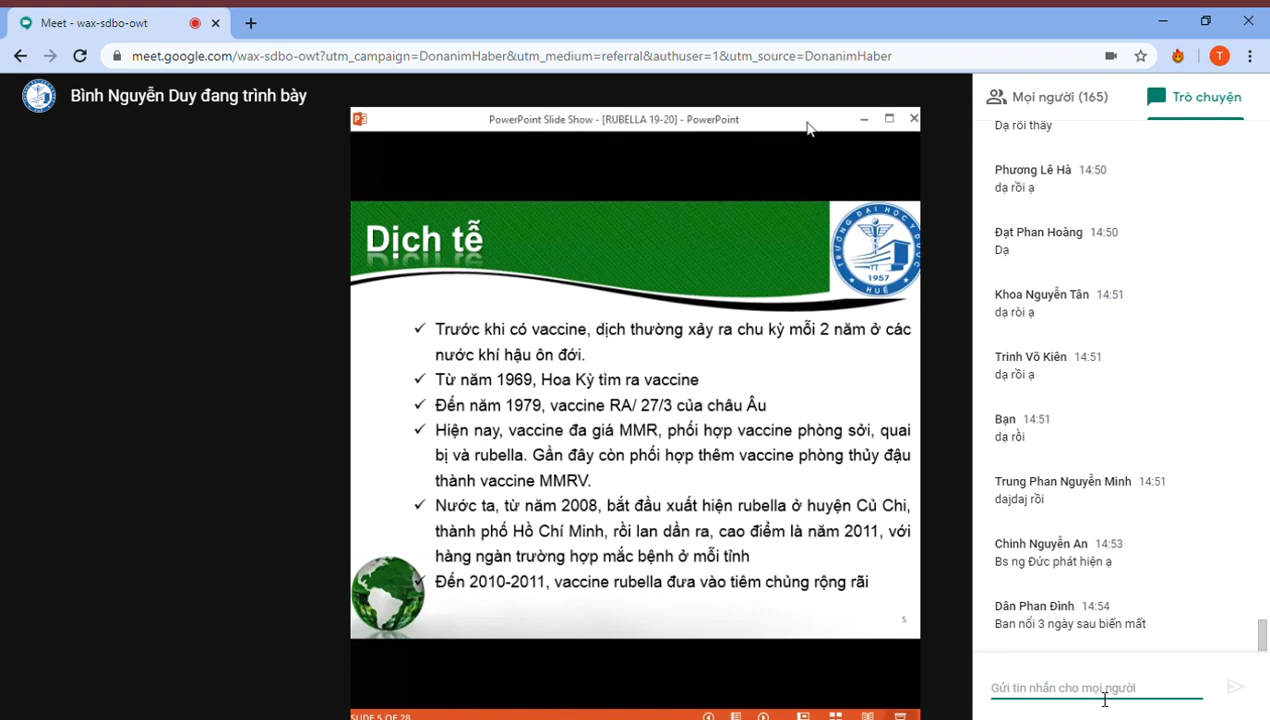 Meet - wax-sdbo-owt
meet.google.com/wax-sdbo-owt?utm_campaign=DonanimHaber&utm_medium=referral&authuser=1&utm_source=DonanimHaber
T
Bình Nguyễn Duy đang trình bày
PowerPoint Slide Show - [RUBELLA 19-20] - PowerPoint
Dịch tễ
TRƯỜNG ĐẠI HỌC Y DƯỢC
TT
1957
HUẾ
Trước khi có vaccine, dịch thường xảy ra chu kỳ mỗi 2 năm ở các
nước khí hậu ôn đới.
Từ năm 1969, Hoa Kỳ tìm ra vaccine
Đến năm 1979, vaccine RA/ 27/3 của châu Âu
Hiện nay, vaccine đa giá MMR, phối hợp vaccine phòng sởi, quai
bị và rubella. Gần đây còn phối hợp thêm vaccine phòng thủy đậu
thành vaccine MMRV.
Nước ta, từ năm 2008, bắt đầu xuất hiện rubella ở huyện Củ Chi,
thành phố Hồ Chí Minh, rồi lan dần ra, cao điểm là năm 2011, với
hàng ngàn trường hợp mắc bệnh ở mỗi tỉnh
Đến 2010-2011, vaccine rubella đưa vào tiêm chủng rộng rãi
5
SLIDE 5 OF 28
Mọi người (165)
Trò chuyện
Dạ rồi thầy
Phương Lê Hà 14:50
dạ rồi ạ
Đạt Phan Hoàng 14:50
Dạ
Khoa Nguyễn Tân 14:51
dạ ròi ạ
Trinh Võ Kiên 14:51
dạ rồi ạ
Bạn 14:51
dạ rồi
Trung Phan Nguyễn Minh 14:51
dajdaj rồi
Chinh Nguyễn An 14:53
Bs ng Đức phát hiện ạ
Dân Phan Đình 14:54
Ban nổi 3 ngày sau biến mất
Gửi tin nhắn cho mọi người